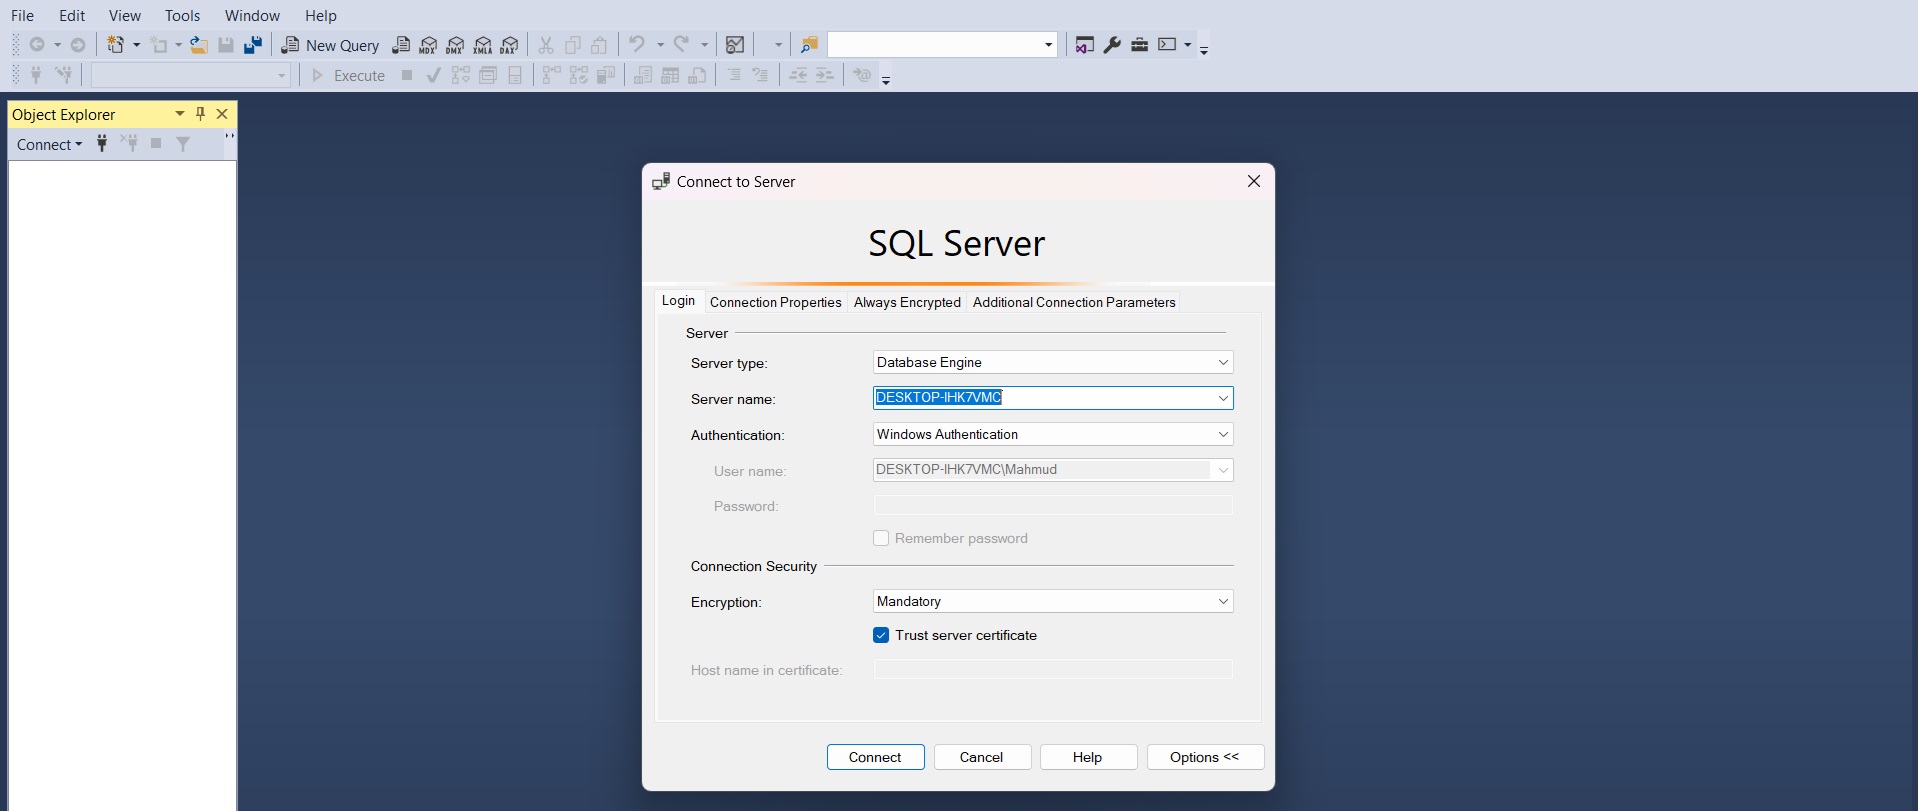 File Edit View Tools Window Help
New Query MDX DMX XMLA DAX
Execute
Object Explorer
Connect
Connect to Server
SQL Server
Login Connection Properties Always Encrypted Additional Connection Parameters
Server
Server type: Database Engine
Server name: DESKTOP-IHK7VMC
Authentication: Windows Authentication
User name: DESKTOP-IHK7VMC\Mahmud
Password:
Remember password
Connection Security
Encryption: Mandatory
Trust server certificate
Host name in certificate:
Connect Cancel Help Options <<